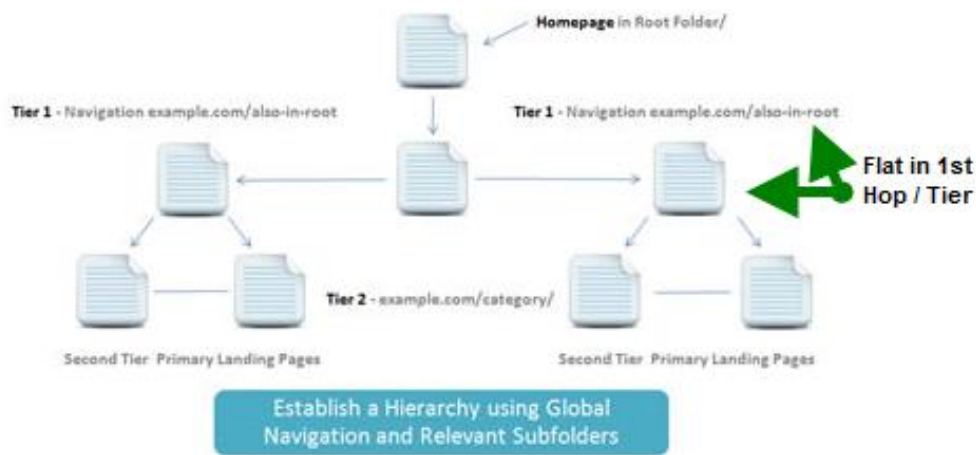 Homepage in Root Folder/
Tier 1 - Navigation example.com/also-in-root
Tier 1 - Navigation example.com/also-in-root
Flat in 1st
Hop / Tier
Tier 2 - example.com/category/
Second Tier Primary Landing Pages
Second Tier Primary Landing Pages
Establish a Hierarchy using Global
Navigation and Relevant Subfolders